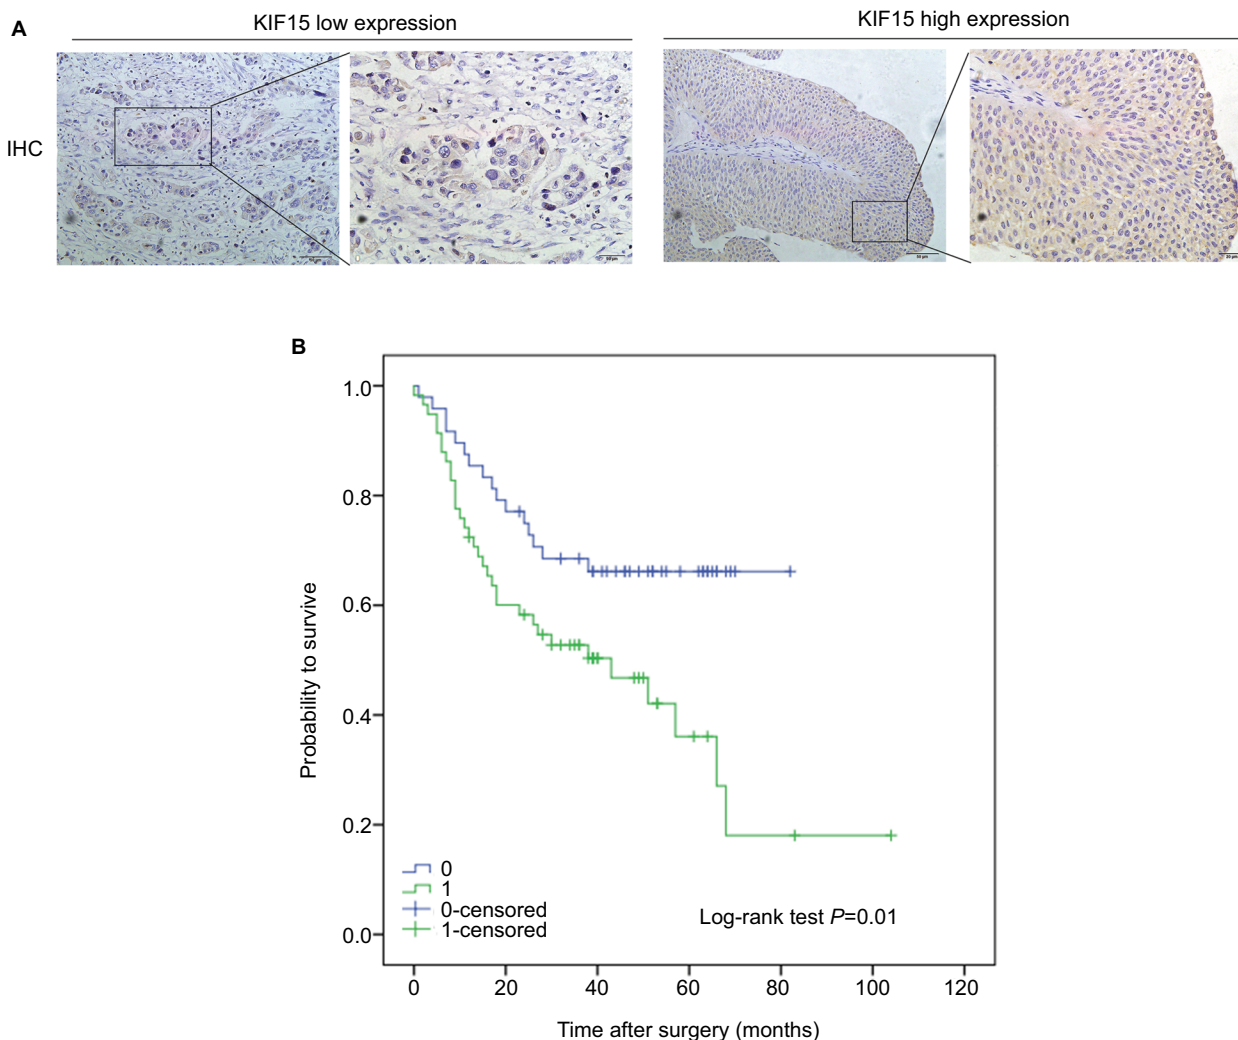 A
KIF15 low expression
KIF15 high expression
IHC
B
1.0
0.8
0.6
0.4
0.2
0.0
Probability to survive
0
1
0-censored
1-censored
Log-rank test P=0.01
0 20 40 60 80 100 120
Time after surgery (months)